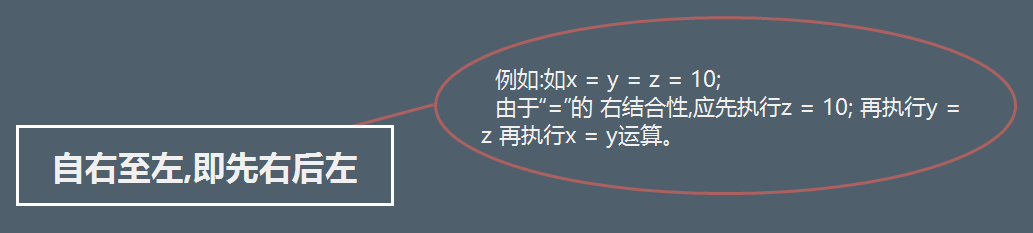 例如:如x = y = z = 10;
由于“=”的 右结合性,应先执行z = 10; 再执行y =
z 再执行x = y运算。
自右至左,即先右后左